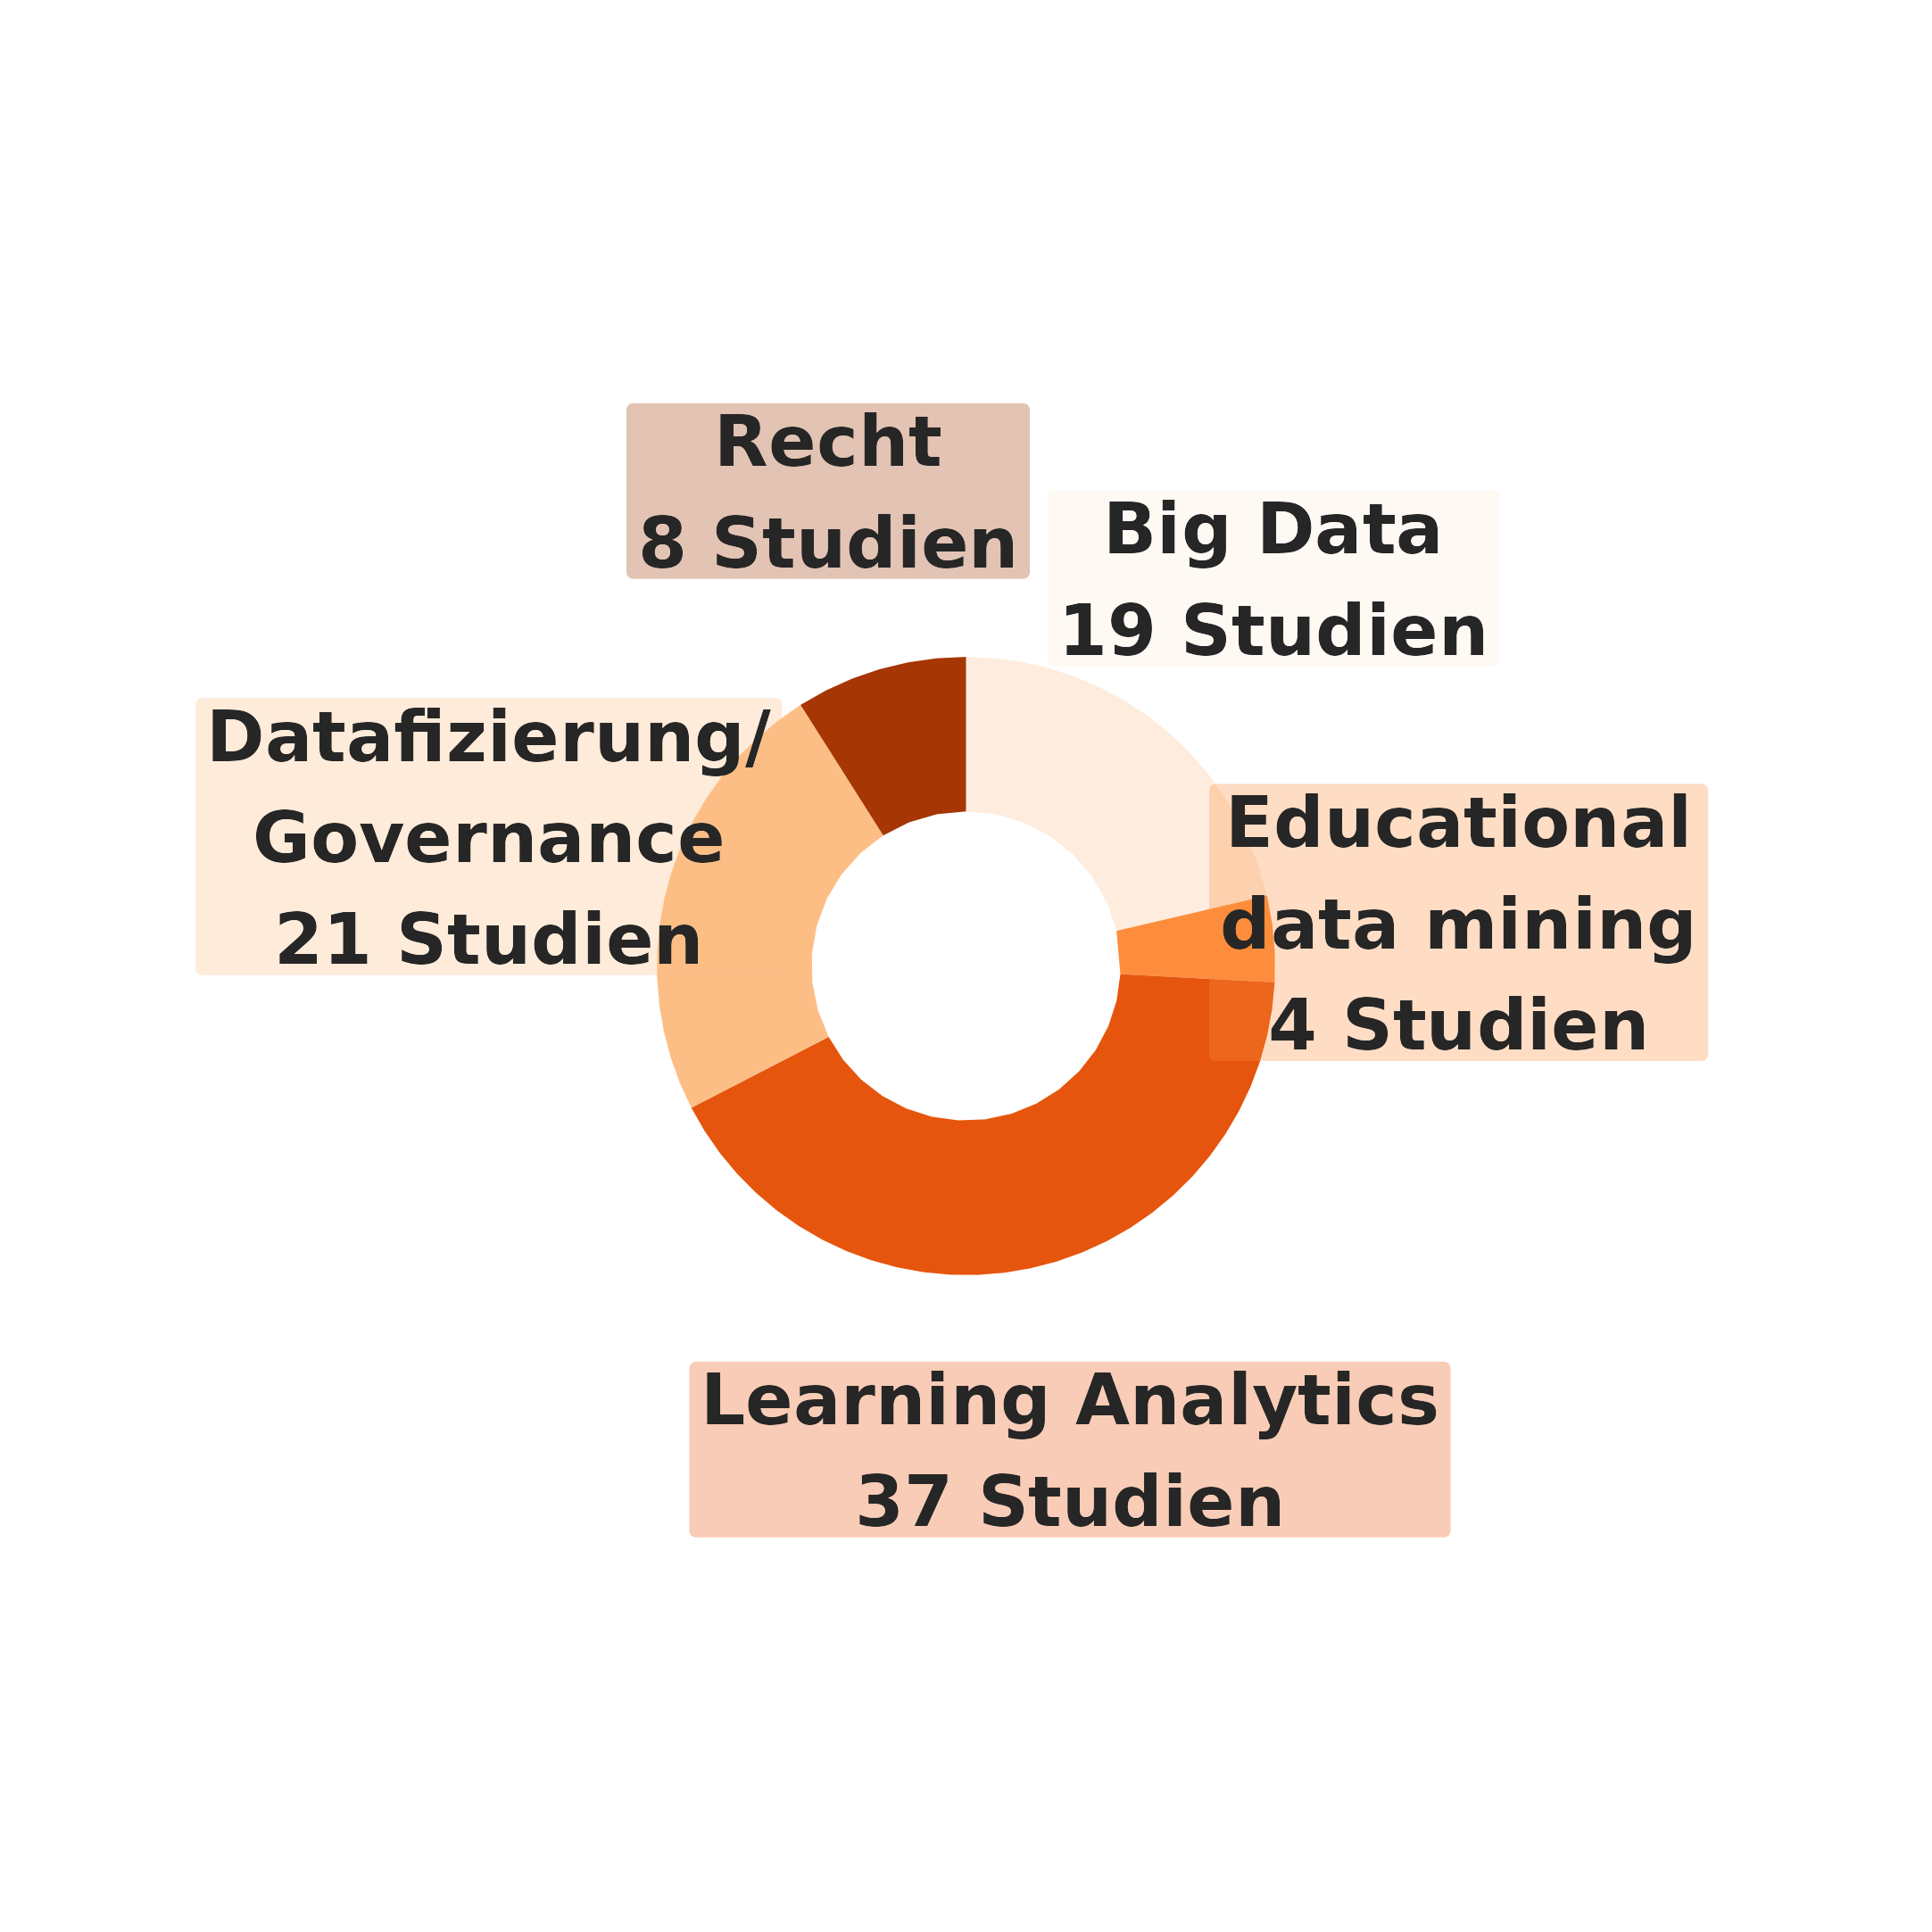 Recht
8 Studien
Big Data
19 Studien
Datafizierung/
Governance
21 Studien
Educational
data mining
4 Studien
Learning Analytics
37 Studien